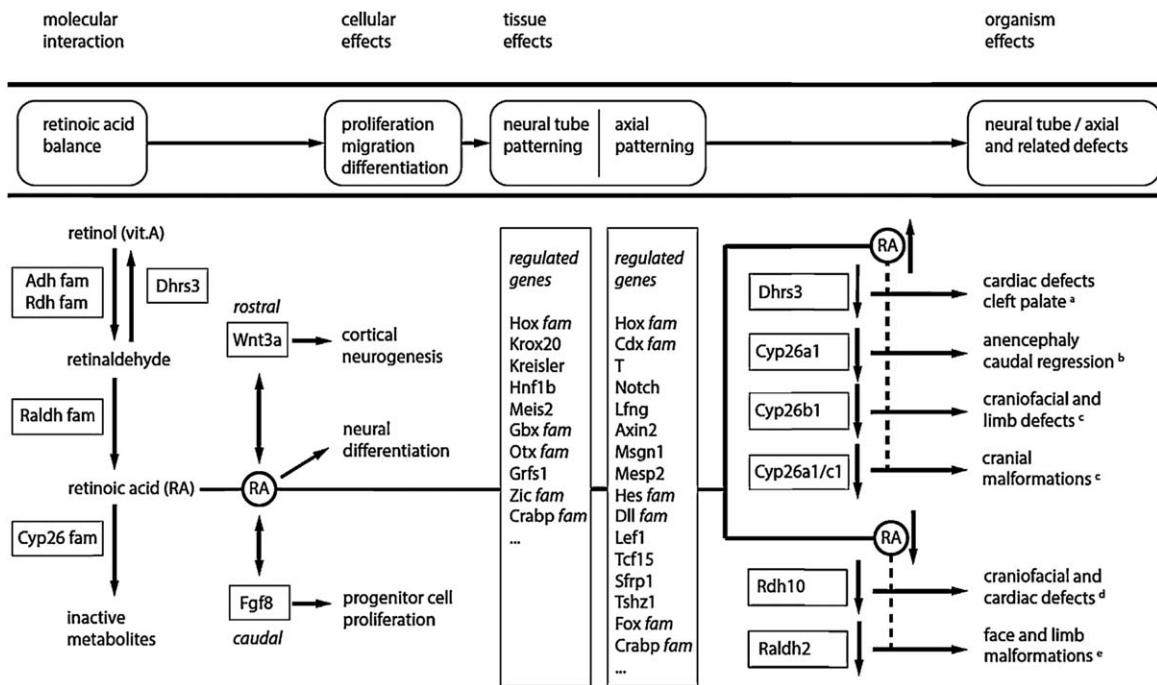 molecular
interaction
cellular
effects
tissue
effects
organism
effects
retinoic acid
balance
proliferation
migration
differentiation
neural tube
patterning
axial
patterning
neural tube / axial
and related defects
retinol (vit.A)
Adh fam
Rdh fam
Dhrs3
retinaldehyde
Raldh fam
retinoic acid (RA)
Cyp26 fam
inactive
metabolites
rostral
Wnt3a
cortical
neurogenesis
neural
differentiation
RA
Fgf8
caudal
progenitor cell
proliferation
regulated
genes
Hox fam
Krox20
Kreisler
Hnf1b
Meis2
Gbx fam
Otx fam
Grfs1
Zic fam
Crabp fam
...
regulated
genes
Hox fam
Cdx fam
T
Notch
Lfng
Axin2
Msgn1
Mesp2
Hes fam
Dll fam
Lef1
Tcf15
Sfrp1
Tshz1
Fox fam
Crabp fam
...
RA
Dhrs3
cardiac defects
cleft palate a
Cyp26a1
anencephaly
caudal regression b
Cyp26b1
craniofacial and
limb defects c
Cyp26a1/c1
cranial
malformations c
RA
Rdh10
craniofacial and
cardiac defects d
Raldh2
face and limb
malformations e